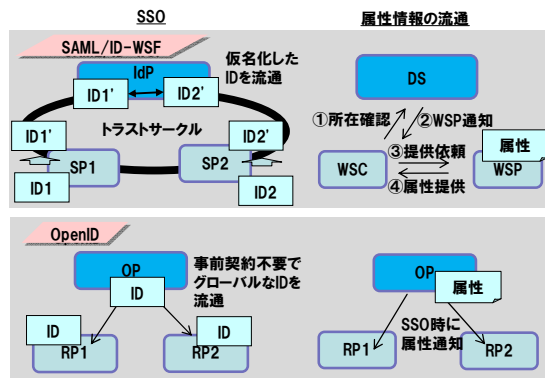 SSO
属性情報の流通
SAML/ID-WSF
IdP
仮名化した
IDを流通
ID1'
ID2'
トラストサークル
ID1'
ID2'
SP1
SP2
ID1
ID2
DS
①所在確認
②WSP通知
③提供依頼
④属性提供
WSC
WSP
属性
OpenID
OP
ID
事前契約不要で
グローバルなIDを
流通
ID
ID
RP1
RP2
OP
属性
SSO時に
属性通知
RP1
RP2